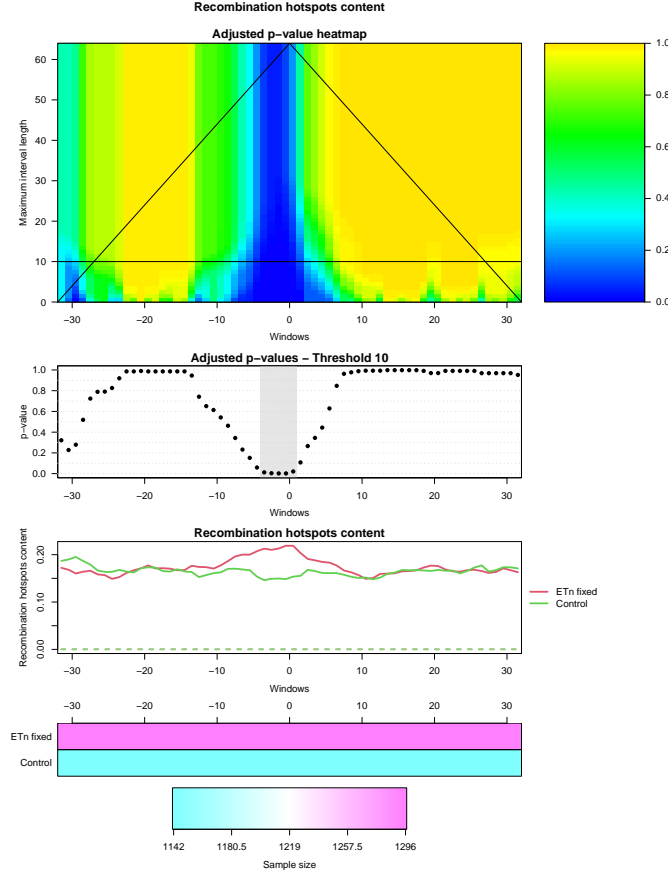 Recombination hotspots content
Adjusted p−value heatmap
Maximum interval length
0 10 20 30 40 50 60
−30 −20 −10 0 10 20 30
Windows
0.0 0.2 0.4 0.6 0.8 1.0
Adjusted p−values − Threshold 10
p−value
0.0 0.2 0.4 0.6 0.8 1.0
−30 −20 −10 0 10 20 30
Windows
Recombination hotspots content
Recombination hotspots content
0.00 0.10 0.20
−30 −20 −10 0 10 20 30
Windows
ETn fixed
Control
−30 −20 −10 0 10 20 30
ETn fixed
Control
1142 1180.5 1219 1257.5 1296
Sample size